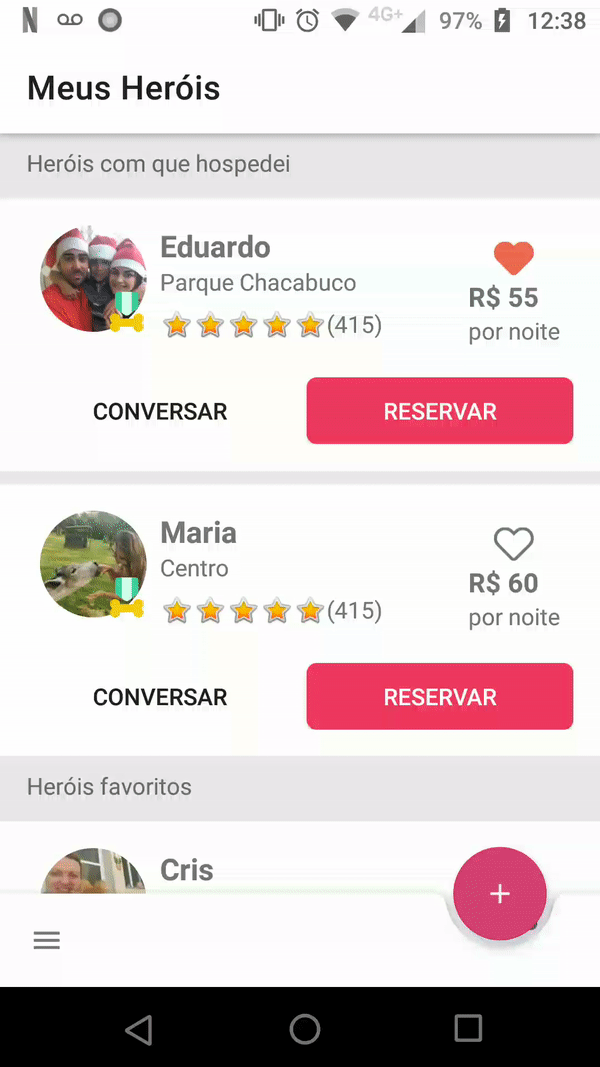 4G+ 97% 12:38
Meus Heróis
Heróis com que hospedei
Eduardo
Parque Chacabuco
(415)
R$ 55
por noite
CONVERSAR
RESERVAR
Maria
Centro
(415)
R$ 60
por noite
CONVERSAR
RESERVAR
Heróis favoritos
Cris